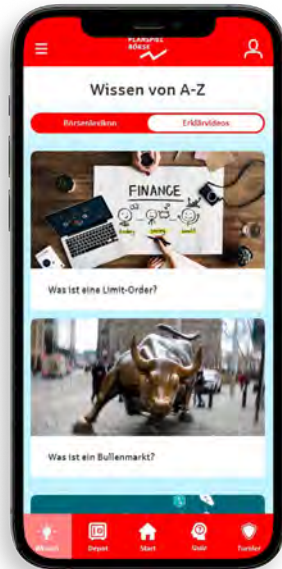 PLANSPIEL
BÖRSE
Wissen von A-Z
Börsenlexikon
Erklärvideos
FINANCE
Was ist eine Limit-Order?
Was ist ein Bullenmarkt?
Wissen
Depot
Start
Quiz
Turnier